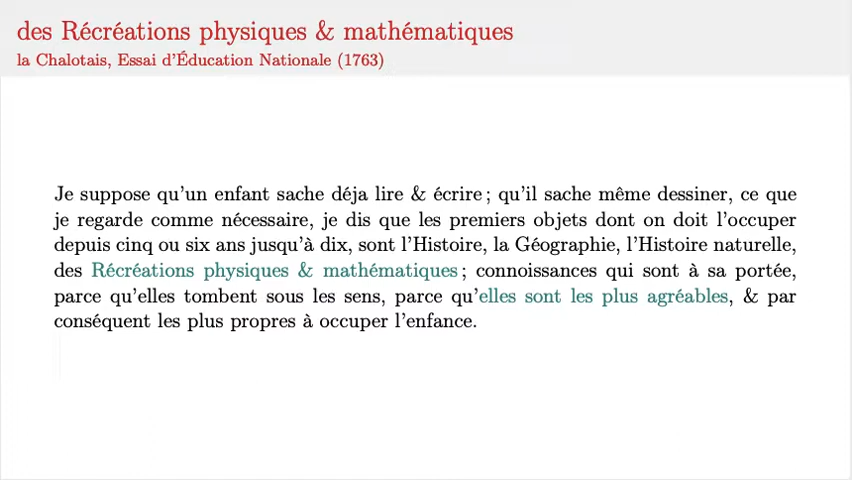 des Récréations physiques & mathématiques
la Chalotais, Essai d'Éducation Nationale (1763)
Je suppose qu'un enfant sache déja lire & écrire ; qu'il sache même dessiner, ce que
je regarde comme nécessaire, je dis que les premiers objets dont on doit l'occuper
depuis cinq ou six ans jusqu'à dix, sont l'Histoire, la Géographie, l'Histoire naturelle,
des Récréations physiques & mathématiques ; connoissances qui sont à sa portée,
parce qu'elles tombent sous les sens, parce qu'elles sont les plus agréables, & par
conséquent les plus propres à occuper l'enfance.